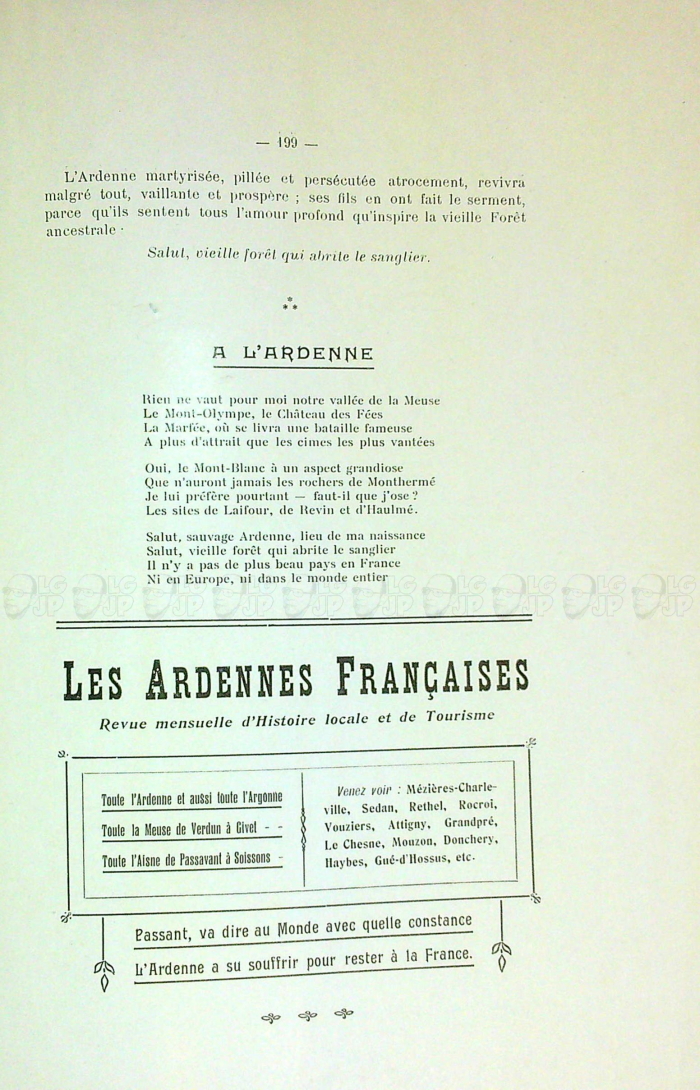 — 199 —
L'Ardenne martyrisée, pillée et persécutée atrocement, revivra
malgré tout, vaillante et prospère ; ses fils en ont fait le serment,
parce qu'ils sentent tous l'amour profond qu'inspire la vieille Forêt
ancestrale ·
Salut, vieille forêt qui abrite le sanglier.
***
A L'ARDENNE
Rien ne vaut pour moi notre vallée de la Meuse
Le Mont-Olympe, le Château des Fées
La Marfée, où se livra une bataille fameuse
A plus d'attrait que les cimes les plus vantées
Oui, le Mont-Blanc à un aspect grandiose
Que n'auront jamais les rochers de Monthermé
Je lui préfère pourtant — faut-il que j'ose ?
Les sites de Laifour, de Revin et d'Haulmé.
Salut, sauvage Ardenne, lieu de ma naissance
Salut, vieille forêt qui abrite le sanglier
Il n'y a pas de plus beau pays en France
Ni en Europe, ni dans le monde entier
LES ARDENNES FRANÇAISES
Revue mensuelle d'Histoire locale et de Tourisme
Toute l'Ardenne et aussi toute l'Argonne
Toute la Meuse de Verdun à Givet - -
Toute l'Aisne de Passavant à Soissons -
Venez voir : Mézières-Charle-
ville, Sedan, Rethel, Rocroi,
Vouziers, Attigny, Grandpré,
Le Chesne, Mouzon, Donchery,
Haybes, Gué-d'Hossus, etc.
Passant, va dire au Monde avec quelle constance
L'Ardenne a su souffrir pour rester à la France.